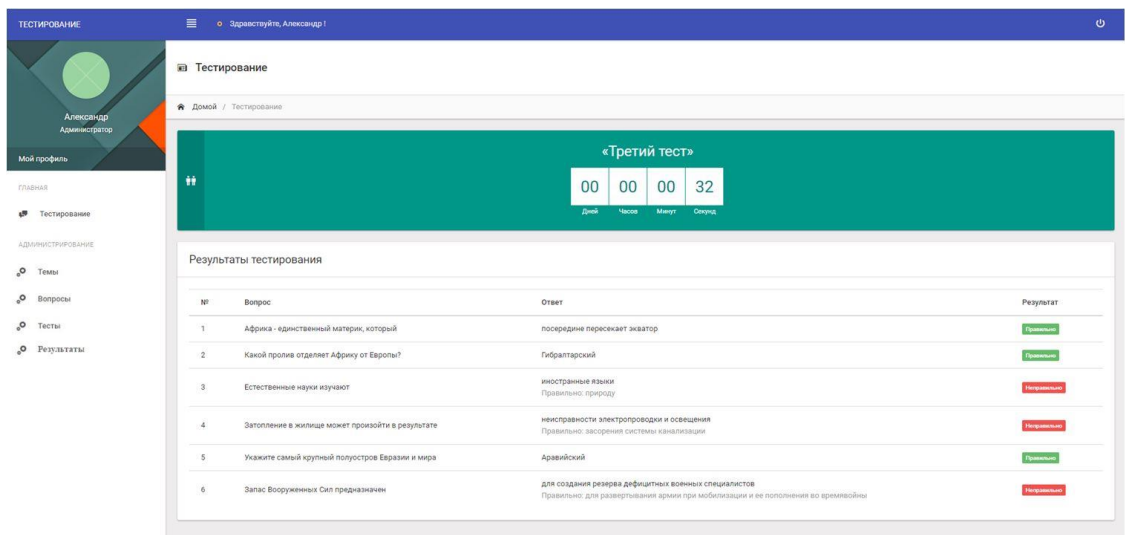 ТЕСТИРОВАНИЕ
Здравствуйте, Александр !
Александр
Администратор
Мой профиль
ГЛАВНАЯ
Тестирование
АДМИНИСТРИРОВАНИЕ
Темы
Вопросы
Тесты
Результаты
Тестирование
Домой / Тестирование
«Третий тест»
00 00 00 32
Дней Часов Минут Секунд
Результаты тестирования
№ Вопрос Ответ Результат
1 Африка - единственный материк, который посередине пересекает экватор Правильно
2 Какой пролив отделяет Африку от Европы? Гибралтарский Правильно
3 Естественные науки изучают иностранные языки Неправильно
Правильно: природу
4 Затопление в жилище может произойти в результате неисправности электропроводки и освещения Неправильно
Правильно: засорения системы канализации
5 Укажите самый крупный полуостров Евразии и мира Аравийский Правильно
6 Запас Вооруженных Сил предназначен для создания резерва дефицитных военных специалистов Неправильно
Правильно: для развертывания армии при мобилизации и ее пополнения во времявойны